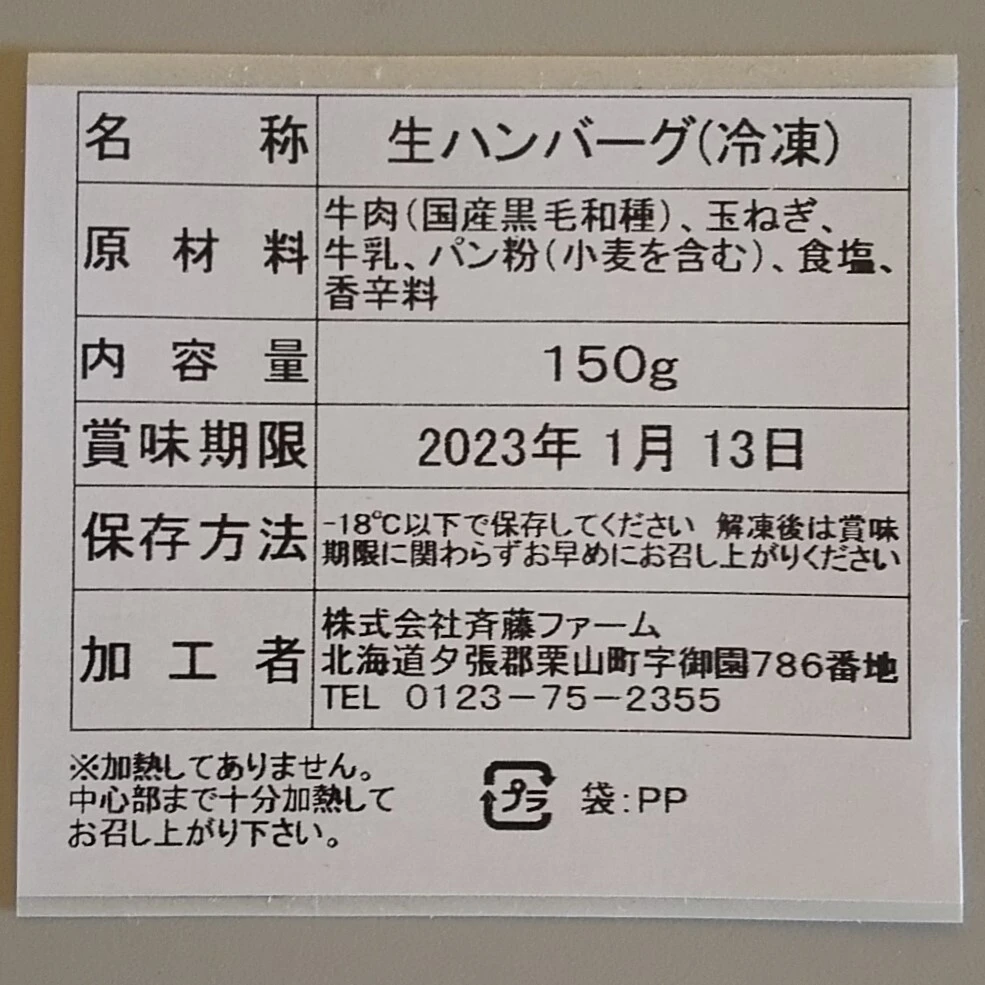 名称 生ハンバーグ(冷凍)
原材料 牛肉(国産黒毛和種)、玉ねぎ、
牛乳、パン粉(小麦を含む)、食塩、
香辛料
内容量 150g
賞味期限 2023年 1月 13日
保存方法 -18℃以下で保存してください 解凍後は賞味
期限に関わらずお早めにお召し上がりください
加工者 株式会社斉藤ファーム
北海道夕張郡栗山町字御園786番地
TEL 0123-75-2355
※加熱してありません。
中心部まで十分加熱して
お召し上がり下さい。
プラ 袋:PP